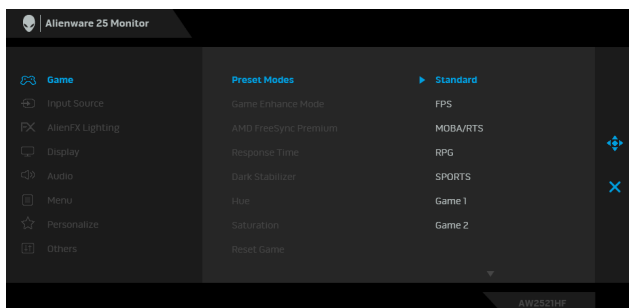 Alienware 25 Monitor
Game
Preset Modes
Standard
Input Source
Game Enhance Mode
FPS
FX
AlienFX Lighting
AMD FreeSync Premium
MOBA/RTS
Display
Response Time
RPG
Audio
Dark Stabilizer
SPORTS
Menu
Hue
Game 1
Personalize
Saturation
Game 2
Others
Reset Game
AW2521HF